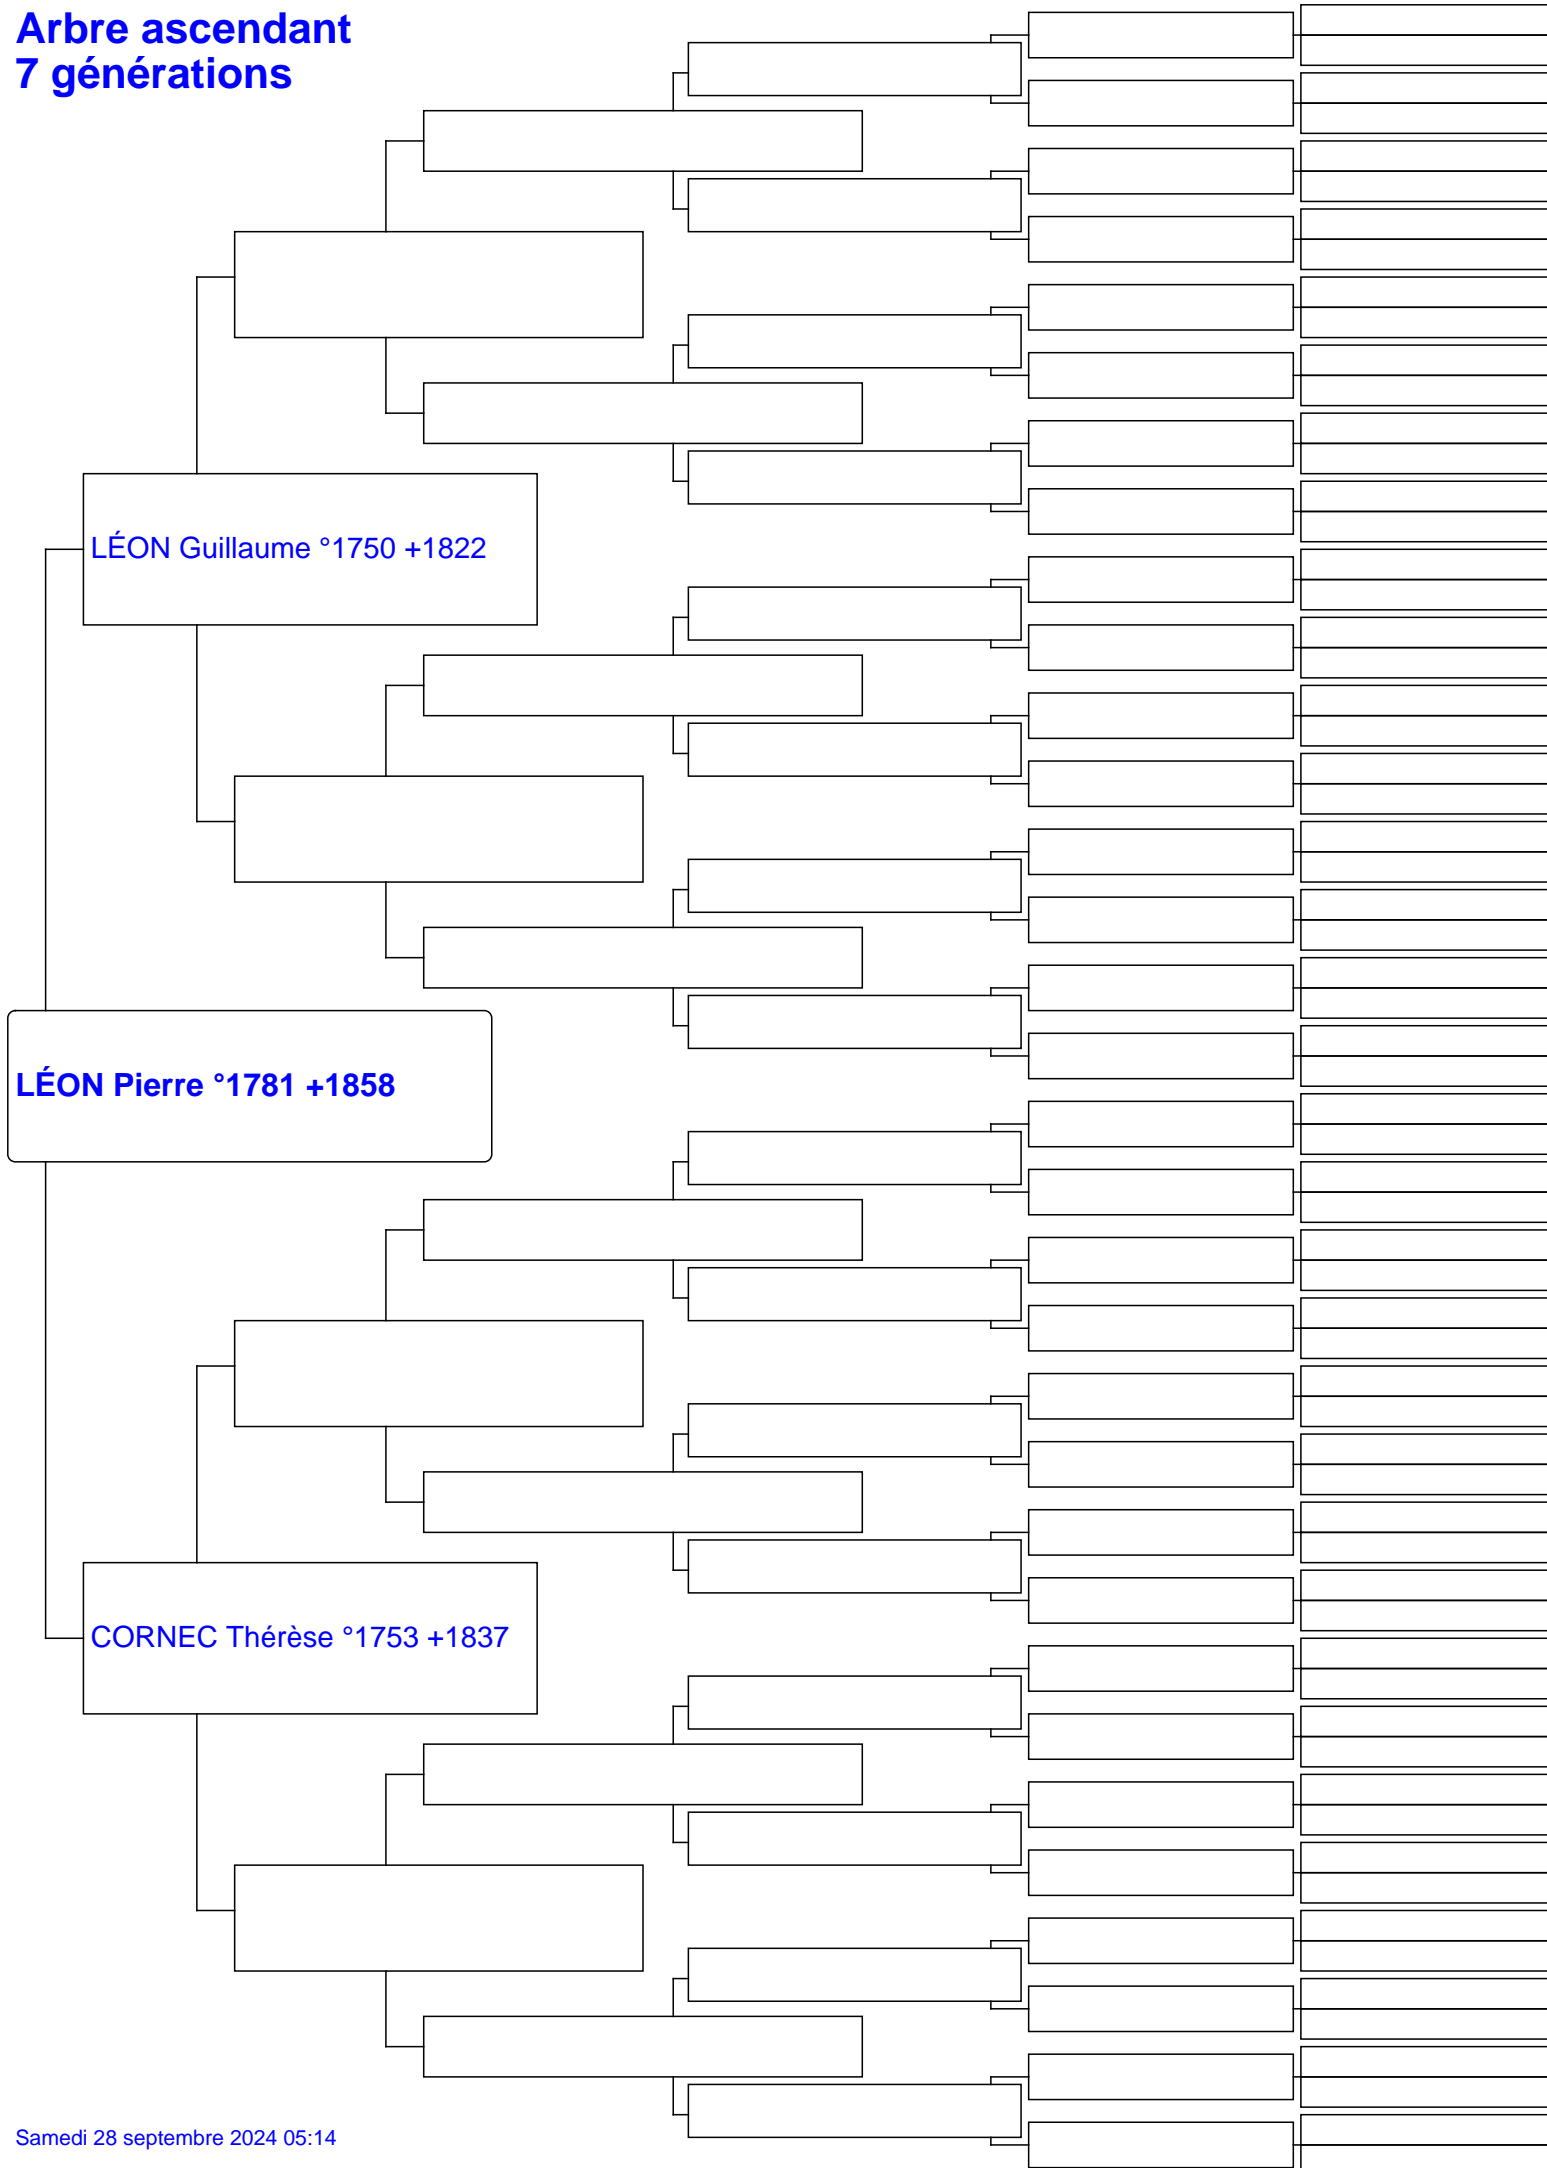 Arbre ascendant
7 générations
LÉON Guillaume °1750 +1822
LÉON Pierre °1781 +1858
CORNEC Thérèse °1753 +1837
Samedi 28 septembre 2024 05:14